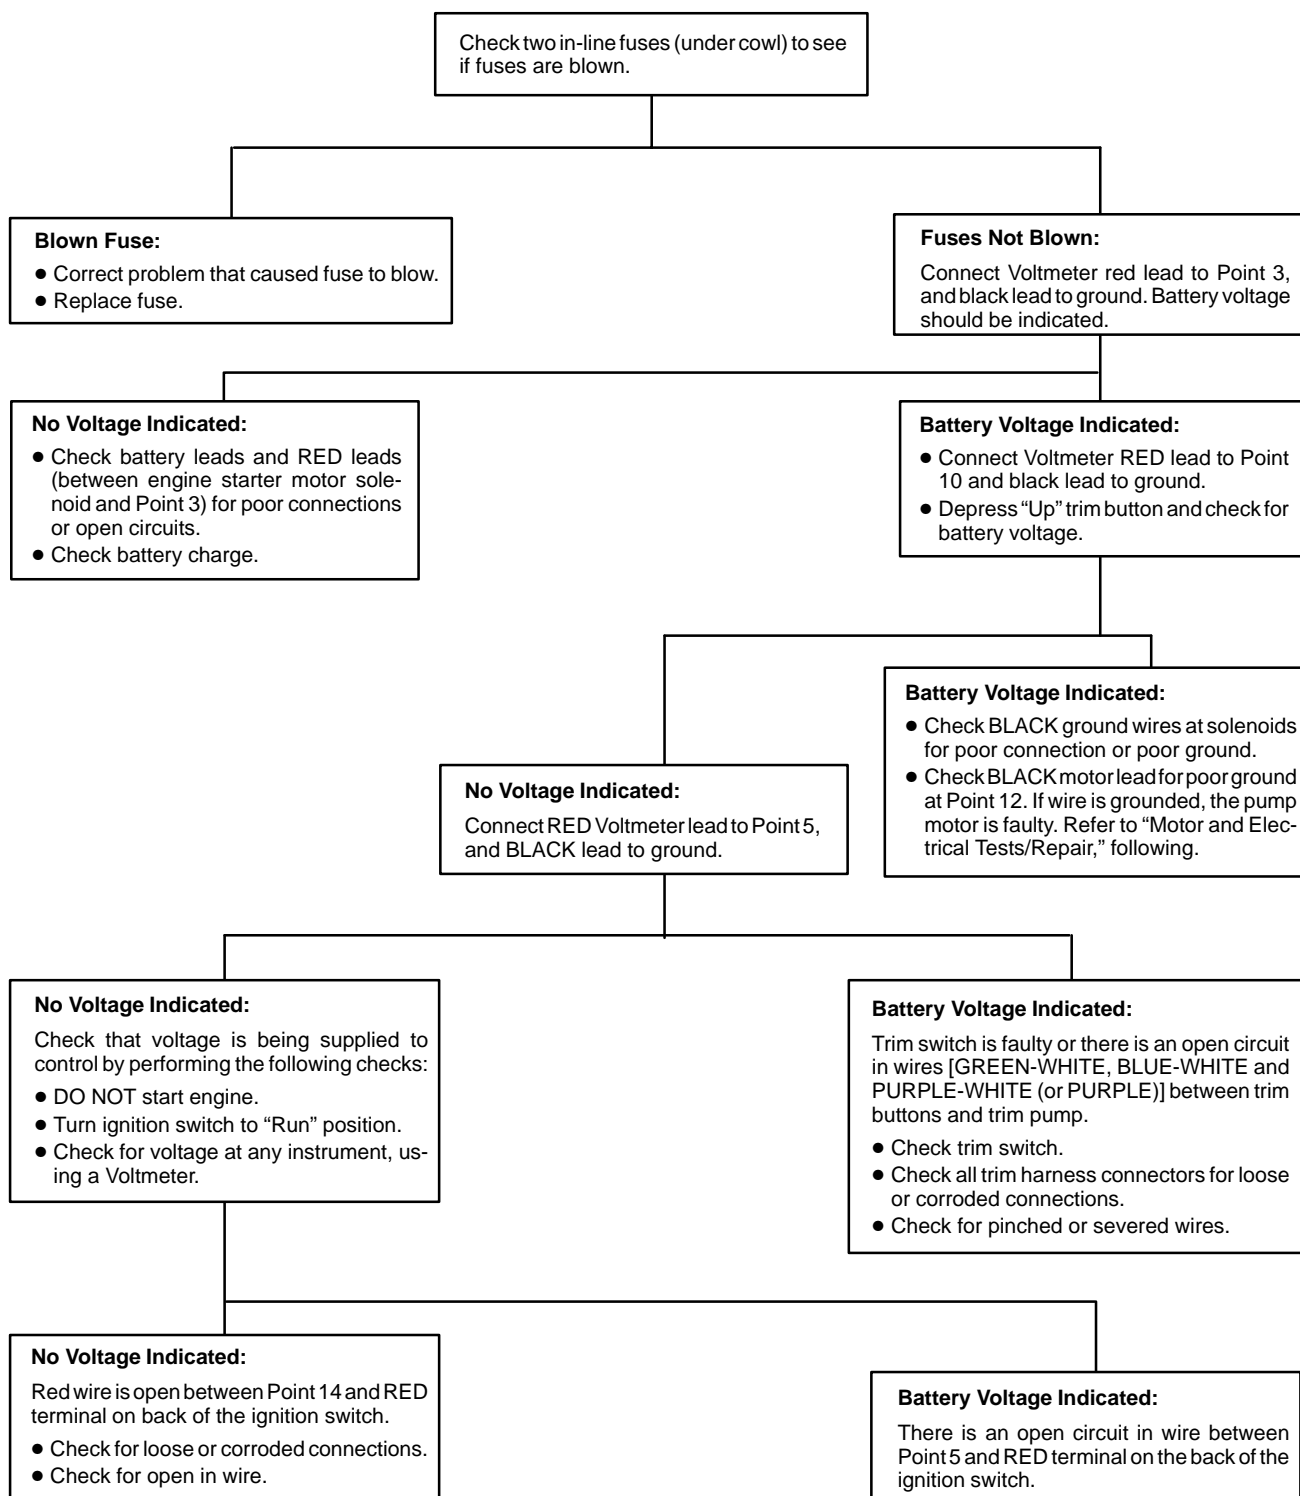 Check two in-line fuses (under cowl) to see
if fuses are blown.
Blown Fuse:
● Correct problem that caused fuse to blow.
● Replace fuse.
Fuses Not Blown:
Connect Voltmeter red lead to Point 3,
and black lead to ground. Battery voltage
should be indicated.
No Voltage Indicated:
● Check battery leads and RED leads
(between engine starter motor sole-
noid and Point 3) for poor connections
or open circuits.
● Check battery charge.
Battery Voltage Indicated:
● Connect Voltmeter RED lead to Point
10 and black lead to ground.
● Depress “Up” trim button and check for
battery voltage.
Battery Voltage Indicated:
● Check BLACK ground wires at solenoids
for poor connection or poor ground.
● Check BLACK motor lead for poor ground
at Point 12. If wire is grounded, the pump
motor is faulty. Refer to “Motor and Elec-
trical Tests/Repair,” following.
No Voltage Indicated:
Connect RED Voltmeter lead to Point 5,
and BLACK lead to ground.
No Voltage Indicated:
Check that voltage is being supplied to
control by performing the following checks:
● DO NOT start engine.
● Turn ignition switch to “Run” position.
● Check for voltage at any instrument, us-
ing a Voltmeter.
Battery Voltage Indicated:
Trim switch is faulty or there is an open circuit
in wires [GREEN-WHITE, BLUE-WHITE and
PURPLE-WHITE (or PURPLE)] between trim
buttons and trim pump.
● Check trim switch.
● Check all trim harness connectors for loose
or corroded connections.
● Check for pinched or severed wires.
No Voltage Indicated:
Red wire is open between Point 14 and RED
terminal on back of the ignition switch.
● Check for loose or corroded connections.
● Check for open in wire.
Battery Voltage Indicated:
There is an open circuit in wire between
Point 5 and RED terminal on the back of the
ignition switch.